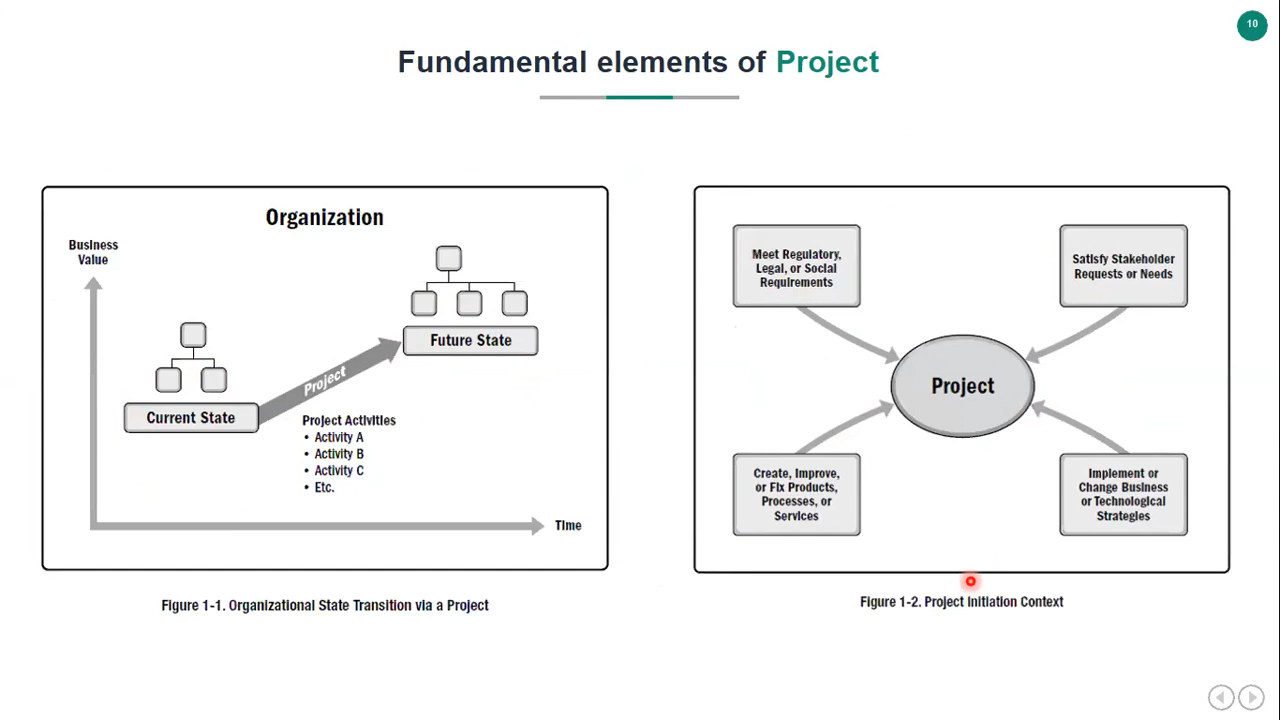 10
Fundamental elements of Project
Organization
Business
Value
Future State
Project
Current State
Project Activities
• Activity A
• Activity B
• Activity C
• Etc.
Time
Figure 1-1. Organizational State Transition via a Project
Meet Regulatory,
Legal, or Social
Requirements
Satisfy Stakeholder
Requests or Needs
Project
Create, Improve,
or Fix Products,
Processes, or
Services
Implement or
Change Business
or Technological
Strategies
Figure 1-2. Project Initiation Context